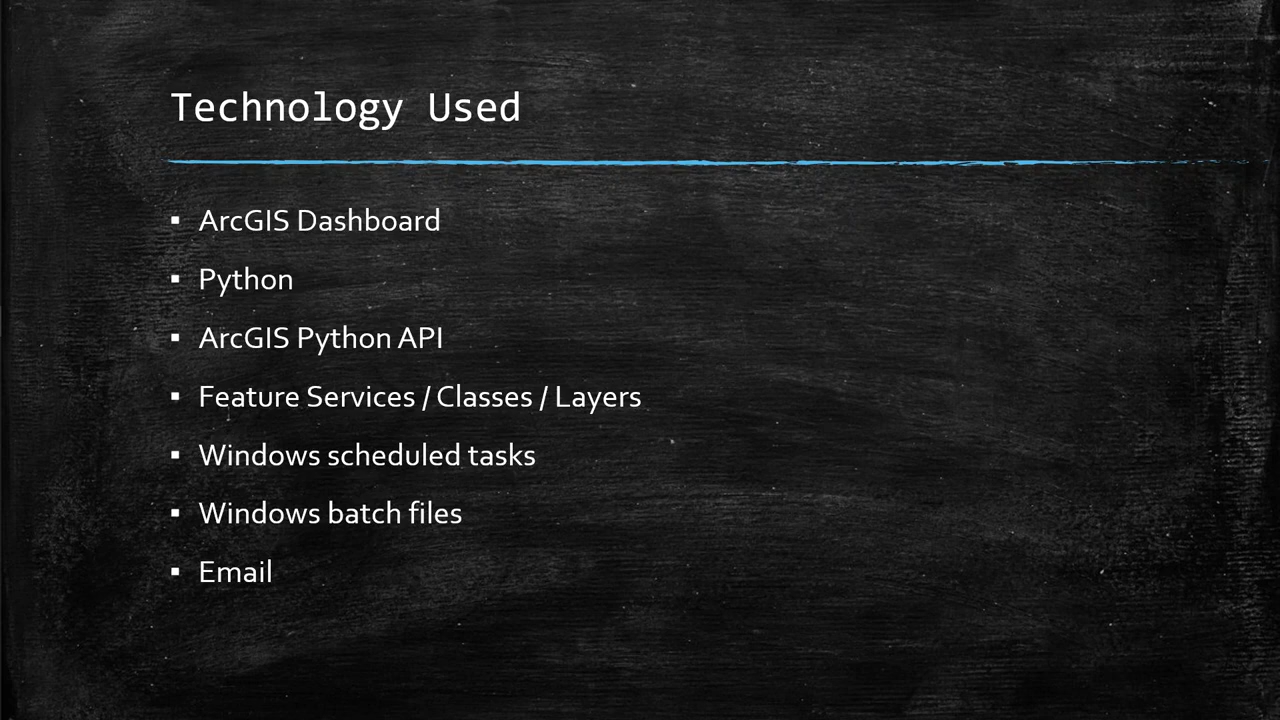 Technology Used
▪ ArcGIS Dashboard
▪ Python
▪ ArcGIS Python API
▪ Feature Services / Classes / Layers
▪ Windows scheduled tasks
▪ Windows batch files
▪ Email